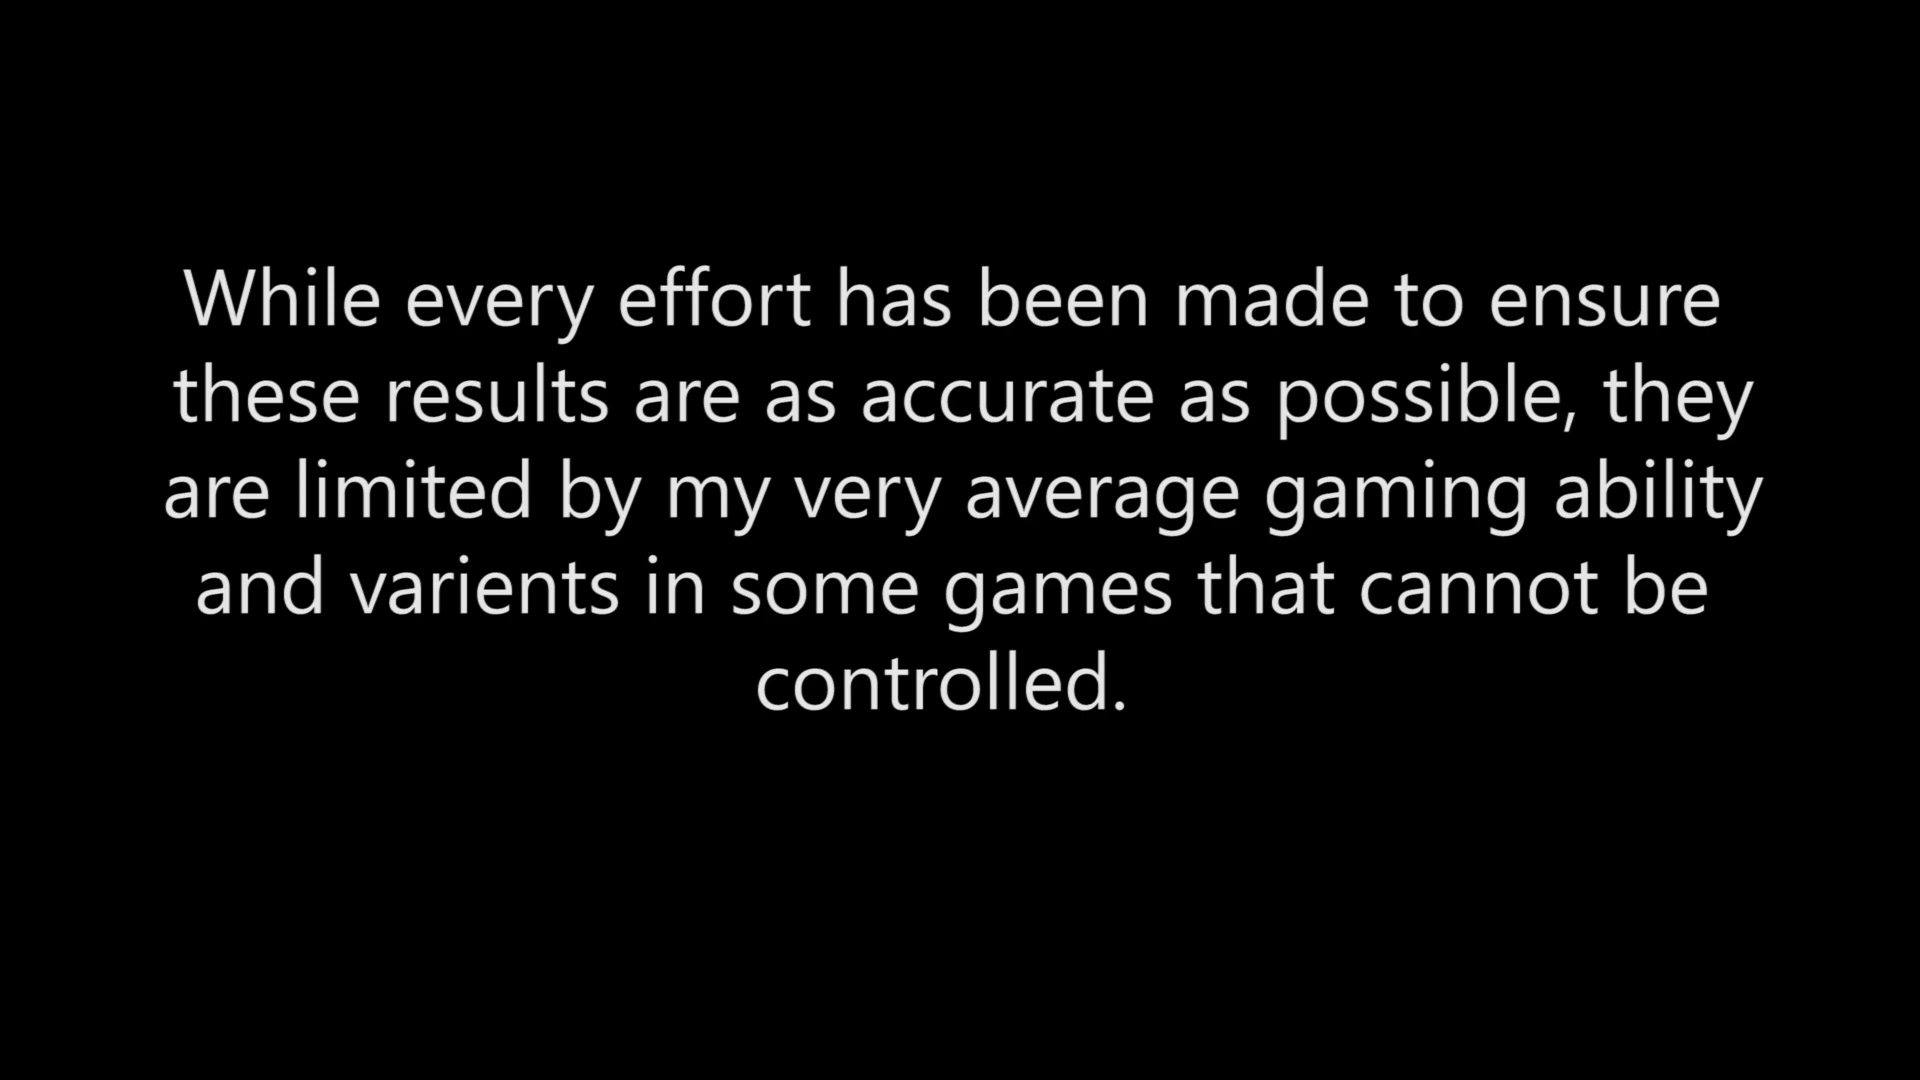 While every effort has been made to ensure
these results are as accurate as possible, they
are limited by my very average gaming ability
and varients in some games that cannot be
controlled.